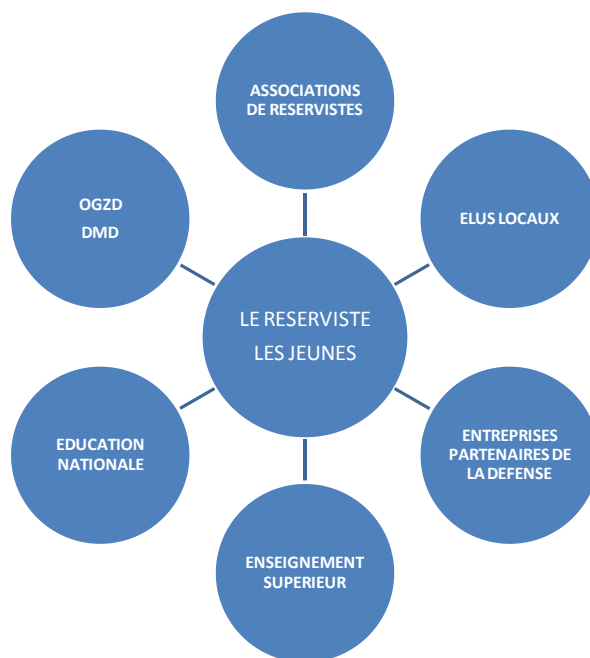 ASSOCIATIONS
DE RESERVISTES
OGZD
DMD
ELUS LOCAUX
LE RESERVISTE
LES JEUNES
EDUCATION
NATIONALE
ENTREPRISES
PARTENAIRES DE
LA DEFENSE
ENSEIGNEMENT
SUPERIEUR